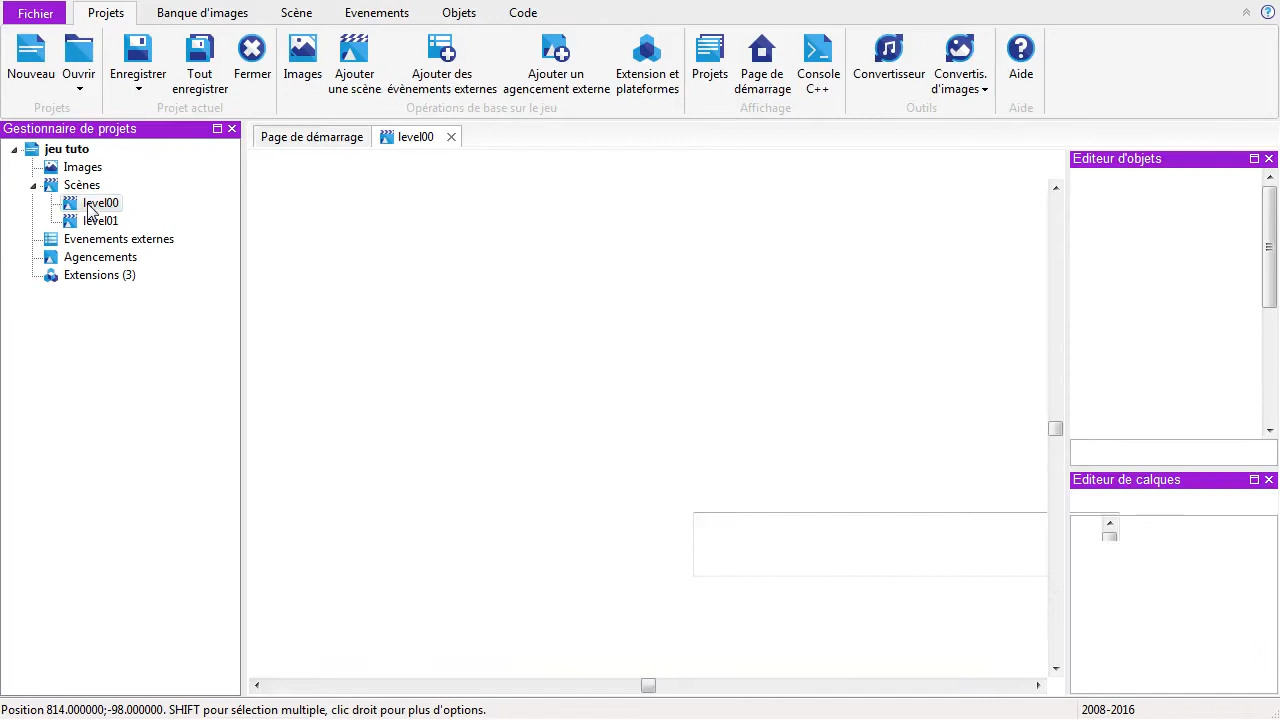 Fichier Projets Banque d'images Scène Evenements Objets Code
Nouveau Ouvrir Enregistrer Tout enregistrer Fermer Images Ajouter une scène Ajouter des évènements externes Ajouter un agencement externe Extension et plateformes Projets Page de démarrage Console C++ Convertisseur Convertis. d'images Aide
Projets Projet actuel Opérations de base sur le jeu Affichage Outils Aide
Gestionnaire de projets
jeu tuto
Images
Scènes
level00
level01
Evenements externes
Agencements
Extensions (3)
Page de démarrage level00
Editeur d'objets
Editeur de calques
Position 814.000000;-98.000000. SHIFT pour sélection multiple, clic droit pour plus d'options. 2008-2016